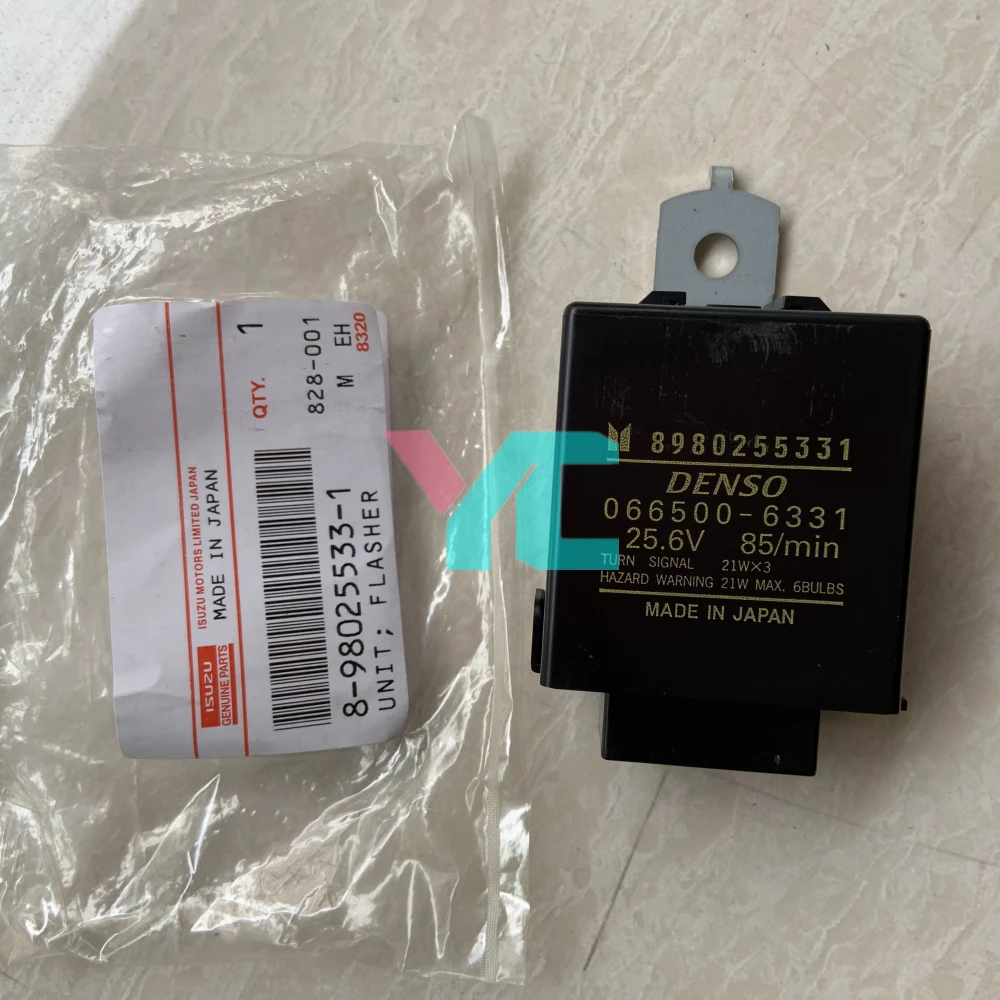 QTY. 1
828-001
M EH
8320
ISUZU MOTORS LIMITED JAPAN
MADE IN JAPAN
ISUZU
GENUINE PARTS
8-98025533-1
UNIT; FLASHER
YC
8980255331
DENSO
066500-6331
25.6V 85/min
TURN SIGNAL 21W×3
HAZARD WARNING 21W MAX. 6BULBS
MADE IN JAPAN